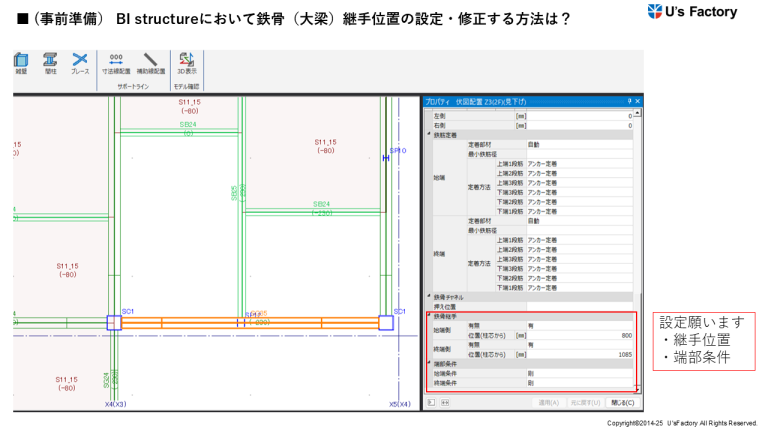 ■(事前準備) BI structureにおいて鉄骨(大梁)継手位置の設定・修正する方法は?
U's Factory
間柱
ブレース
寸法線配置
補助線配置
3D表示
サポートライン
モデル確認
プロパティ 伏図配置 Z3(2F)(見下げ)
左側 [mm] 0
右側 [mm] 0
鉄筋定着
始端
定着部材 自動
最小鉄筋径
定着方法
上端1段筋 アンカー定着
上端2段筋 アンカー定着
上端3段筋 アンカー定着
下端3段筋 アンカー定着
下端2段筋 アンカー定着
下端1段筋 アンカー定着
終端
定着部材 自動
最小鉄筋径
定着方法
上端1段筋 アンカー定着
上端2段筋 アンカー定着
上端3段筋 アンカー定着
下端3段筋 アンカー定着
下端2段筋 アンカー定着
下端1段筋 アンカー定着
鉄骨チャネル
押え位置
鉄骨継手
始端側
有無 有
位置(柱芯から) [mm] 800
終端側
有無 有
位置(柱芯から) [mm] 1085
端部条件
始端条件 剛
終端条件 剛
適用(A)
元に戻す(U)
閉じる(C)
S11_15
(-80)
SB24
(0)
S11_15
(-80)
15
SP10
SB25
(-250)
SB24
(-250)
S11_15
(-80)
SC1
SC1
(-200)
SG24
S11_15
(-80)
X4(X3)
X5(X4)
設定願います
・継手位置
・端部条件
Copyright©2014-25 U'sFactory All Rights Reserved.